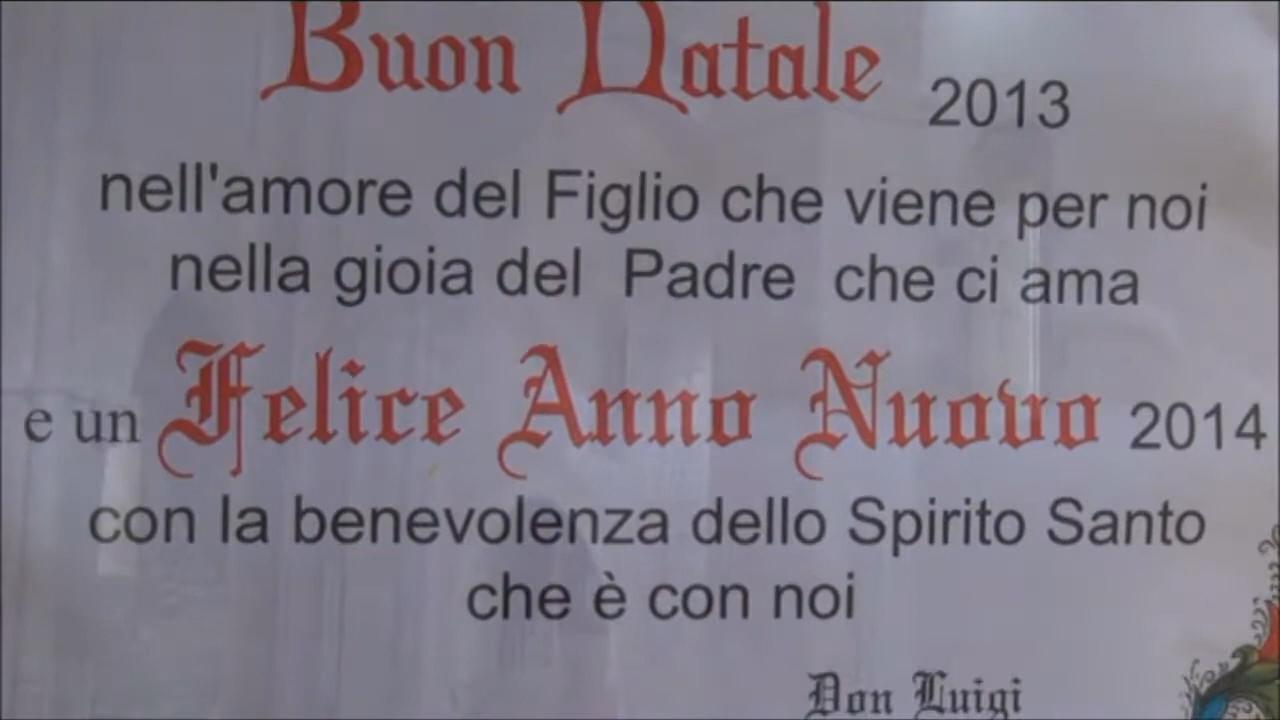 Buon Natale 2013
nell'amore del Figlio che viene per noi
nella gioia del Padre che ci ama
e un Felice Anno Nuovo 2014
con la benevolenza dello Spirito Santo
che è con noi
Don Luigi